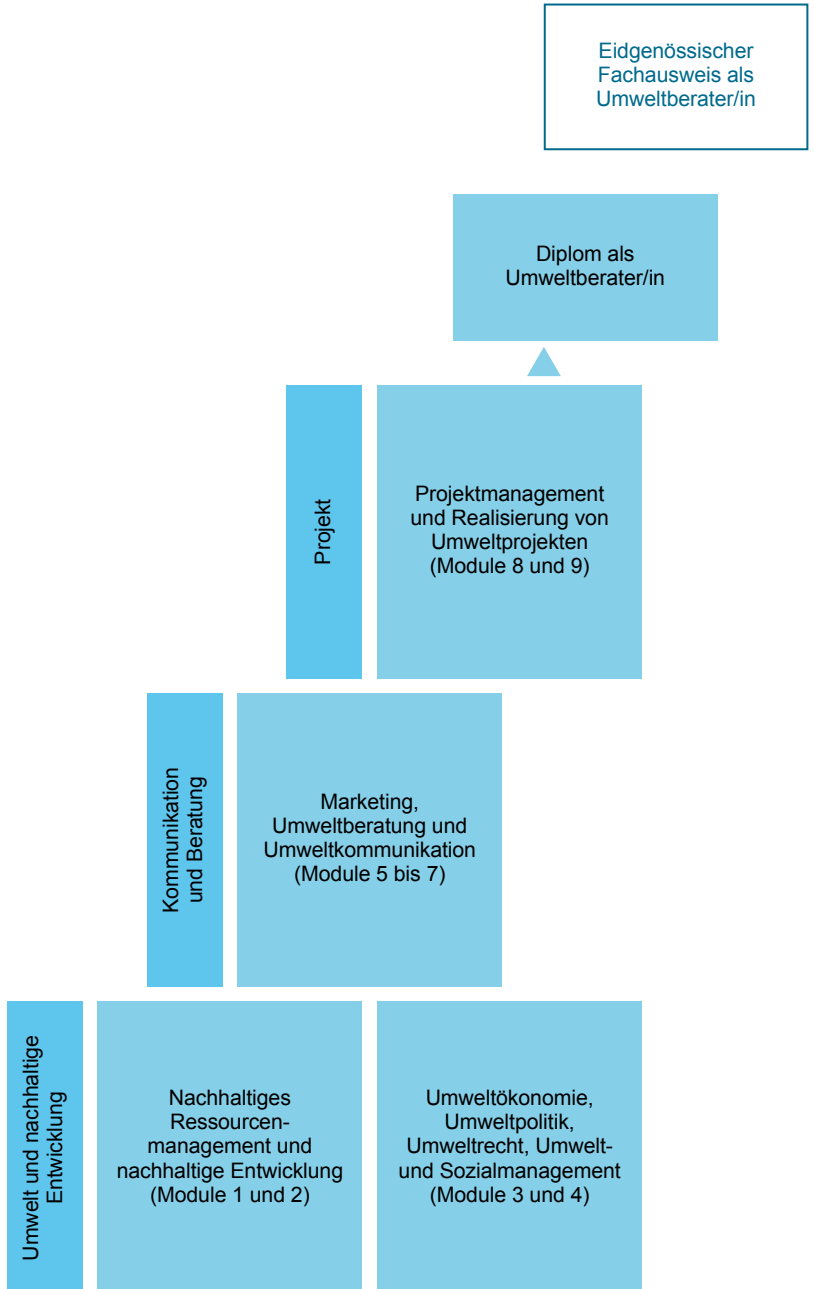 Eidgenössischer
Fachausweis als
Umweltberater/in
Diplom als
Umweltberater/in
Projekt
Projektmanagement
und Realisierung von
Umweltprojekten
(Module 8 und 9)
Kommunikation
und Beratung
Marketing,
Umweltberatung und
Umweltkommunikation
(Module 5 bis 7)
Umwelt und nachhaltige
Entwicklung
Nachhaltiges
Ressourcen-
management und
nachhaltige Entwicklung
(Module 1 und 2)
Umweltökonomie,
Umweltpolitik,
Umweltrecht, Umwelt-
und Sozialmanagement
(Module 3 und 4)